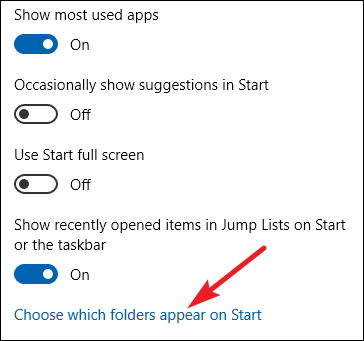 Show most used apps
On
Occasionally show suggestions in Start
Off
Use Start full screen
Off
Show recently opened items in Jump Lists on Start
or the taskbar
On
Choose which folders appear on Start